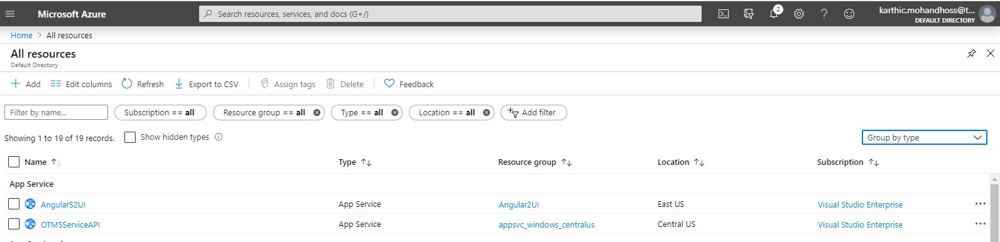 Microsoft Azure
Search resources, services, and docs (G+/)
2
karthic.mohandhoss@t...
DEFAULT DIRECTORY
Home > All resources
All resources
Default Directory
Add Edit columns Refresh Export to CSV Assign tags Delete Feedback
Filter by name... Subscription == all Resource group == all Type == all Location == all Add filter
Showing 1 to 19 of 19 records. Show hidden types Group by type
Name Type Resource group Location Subscription
App Service
AngularS2UI App Service Angular2UI East US Visual Studio Enterprise
OTMSServiceAPI App Service appsvc_windows_centralus Central US Visual Studio Enterprise